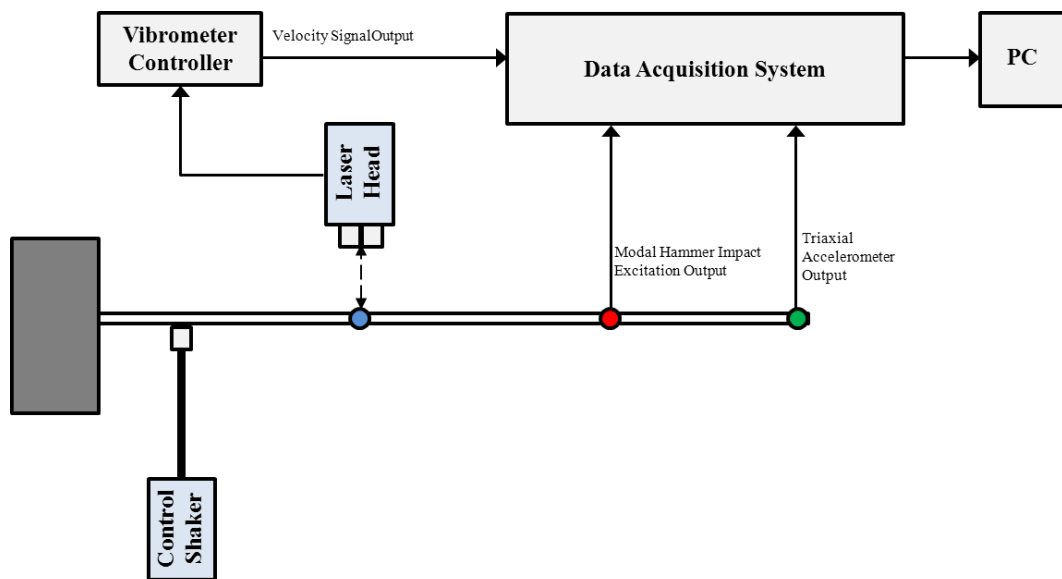 Vibrometer
Controller
Velocity SignalOutput
Data Acquisition System
PC
Laser
Head
Modal Hammer Impact
Excitation Output
Triaxial
Accelerometer
Output
Control
Shaker